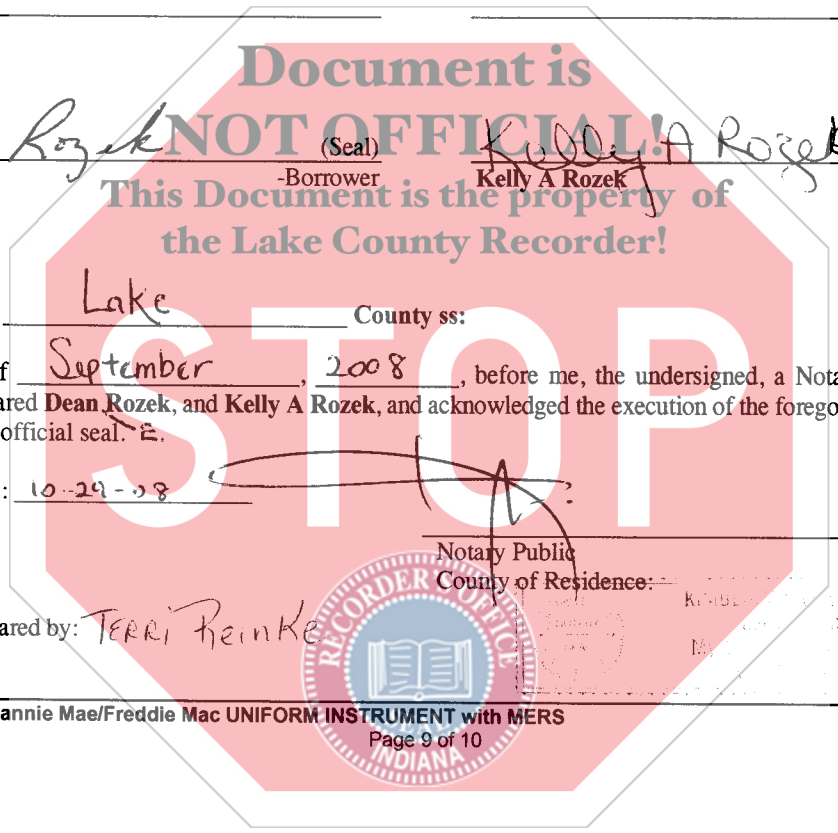 Document is
NOT OFFICIAL!
Rozek (Seal) Kelly A Rozek
-Borrower Kelly A Rozek
This Document is the property of
the Lake County Recorder!
Lake County ss:
STOP
f September, 2008, before me, the undersigned, a Nota
ared Dean Rozek, and Kelly A Rozek, and acknowledged the execution of the forego
official seal. E.
: 10-29-08
Notary Public
County of Residence:
RECORDER'S OFFICE
ared by: TERRI Reinke
annie Mae/Freddie Mac UNIFORM INSTRUMENT with MERS
Page 9 of 10
INDIANA